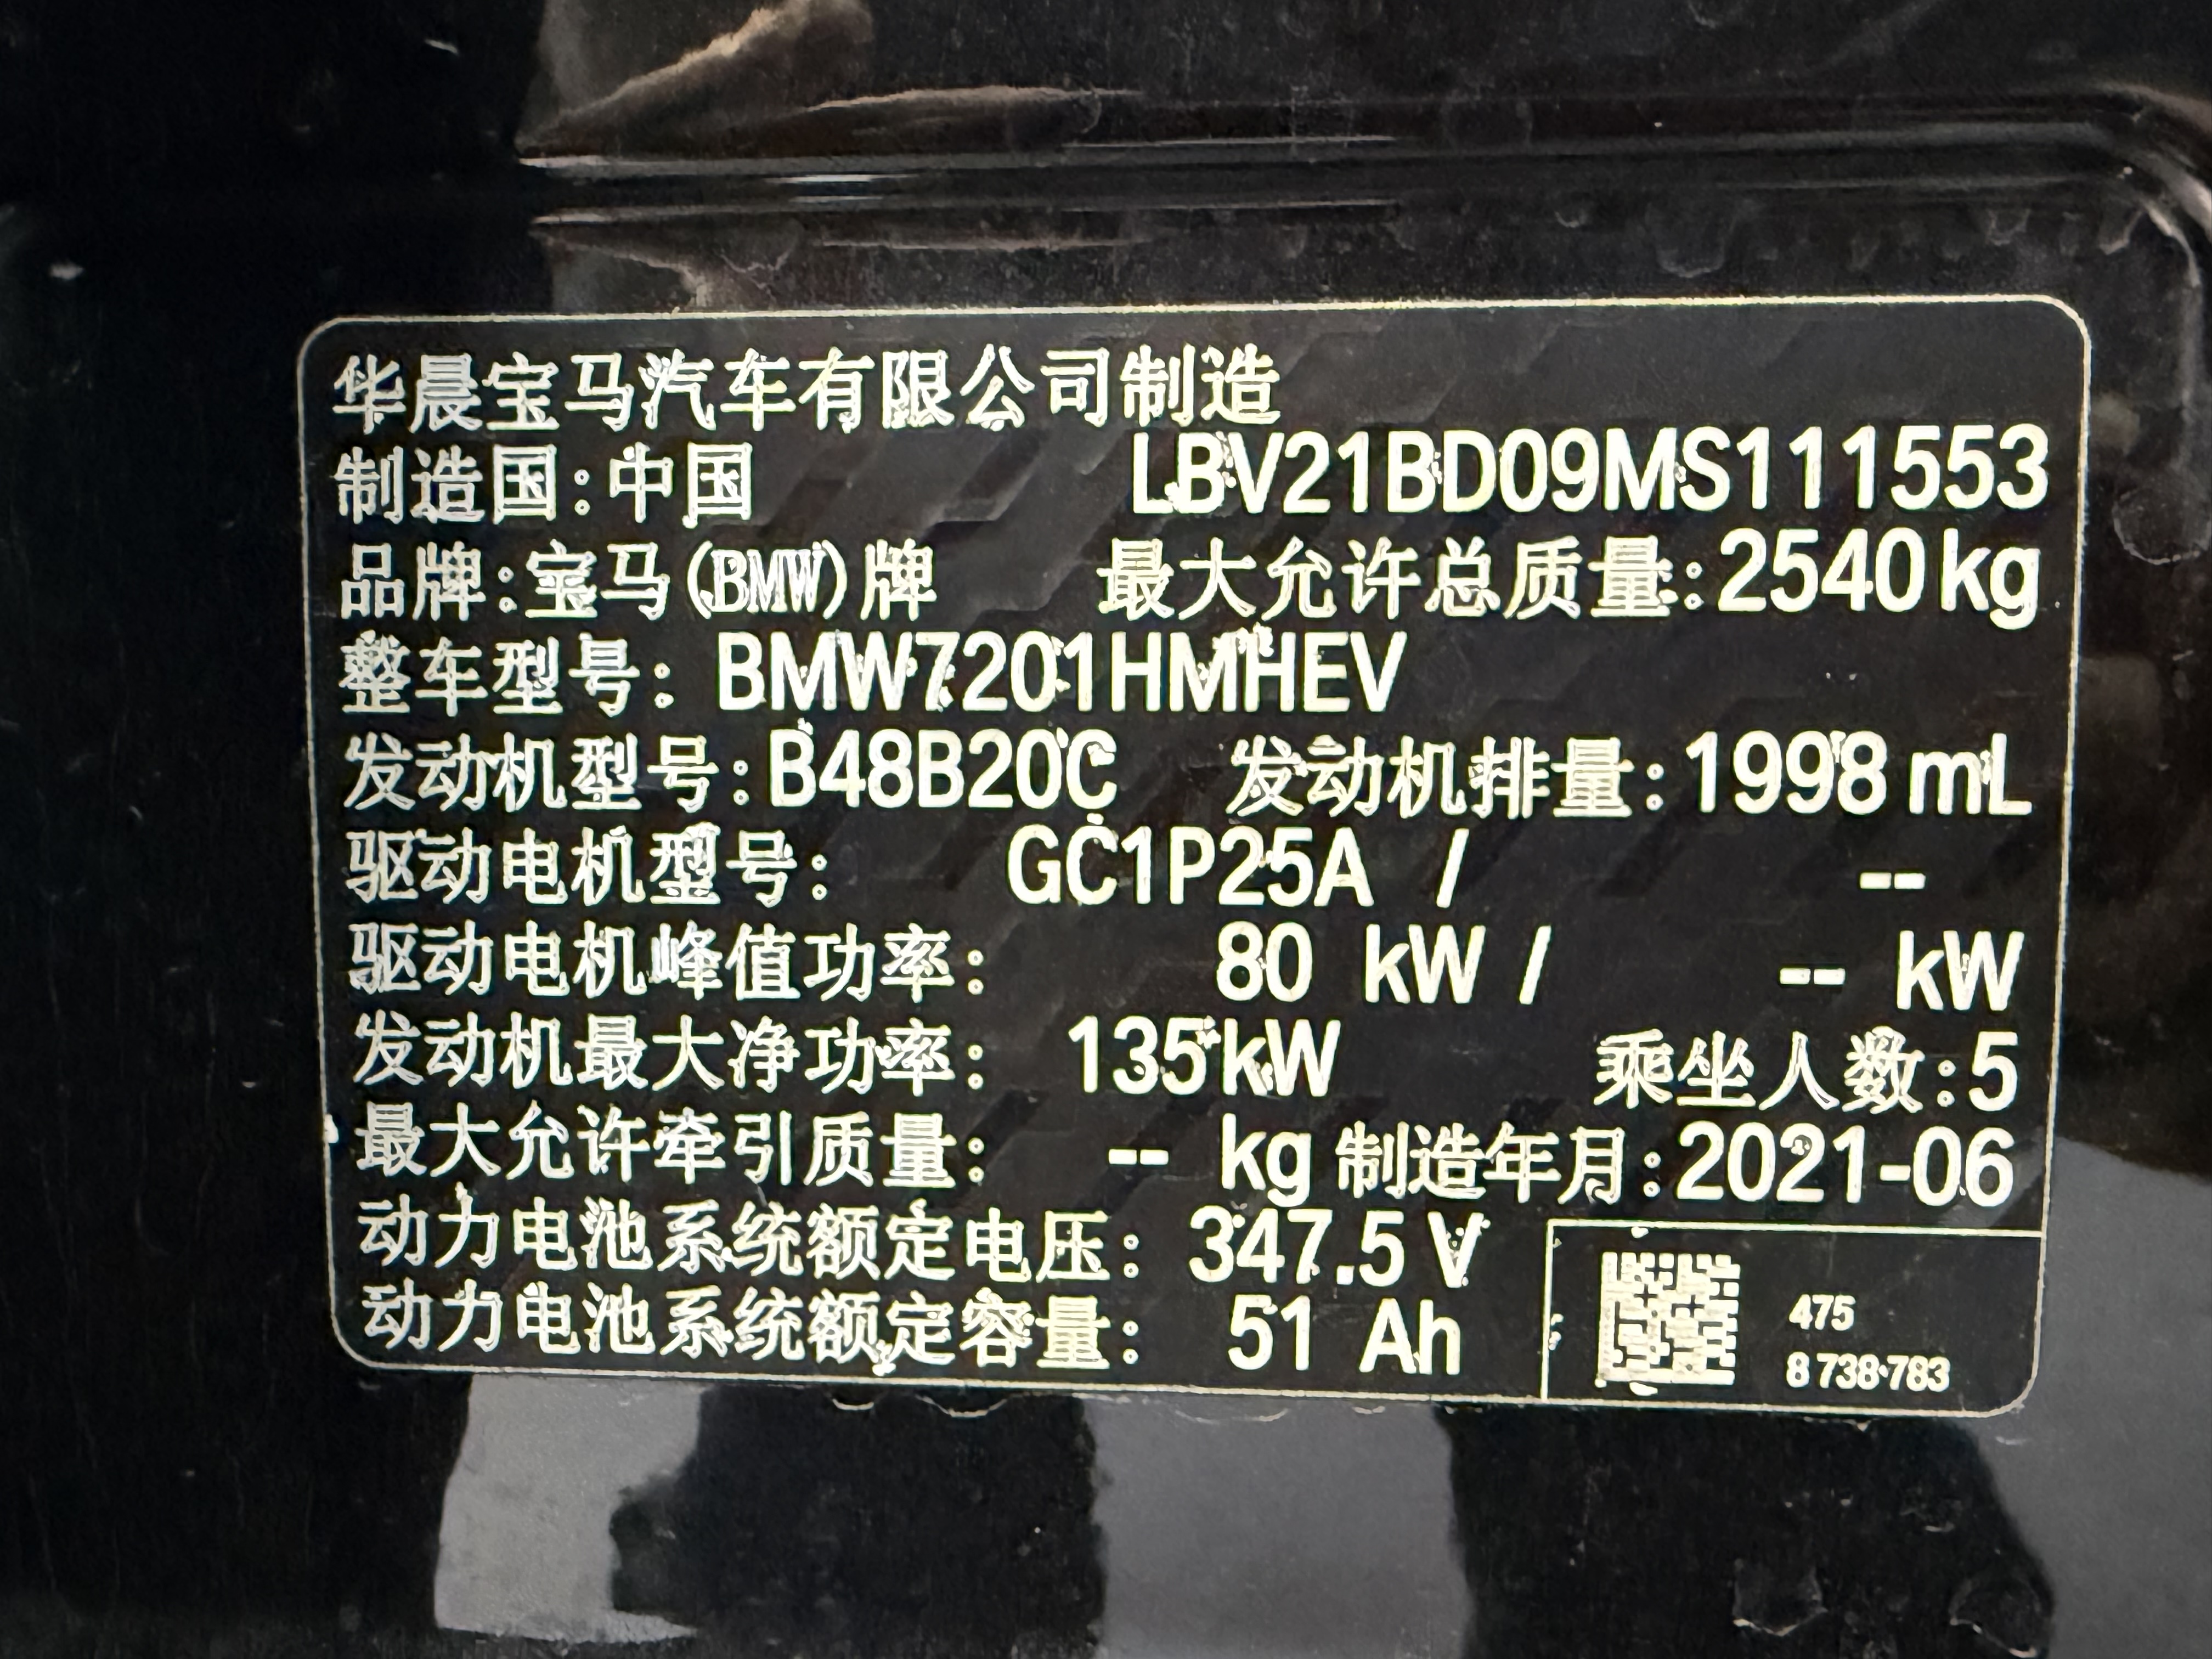 华晨宝马汽车有限公司制造
制造国:中国 LBV21BD09MS111553
品牌:宝马(BMW)牌 最大允许总质量:2540kg
整车型号: BMW7201HMHEV
发动机型号:B48B20C 发动机排量:1998 mL
驱动电机型号: GC1P25A / --
驱动电机峰值功率: 80 kW / -- kW
发动机最大净功率: 135kW 乘坐人数:5
最大允许牵引质量: -- kg 制造年月:2021-06
动力电池系统额定电压: 347.5 V
动力电池系统额定容量: 51 Ah
475
8 738 783